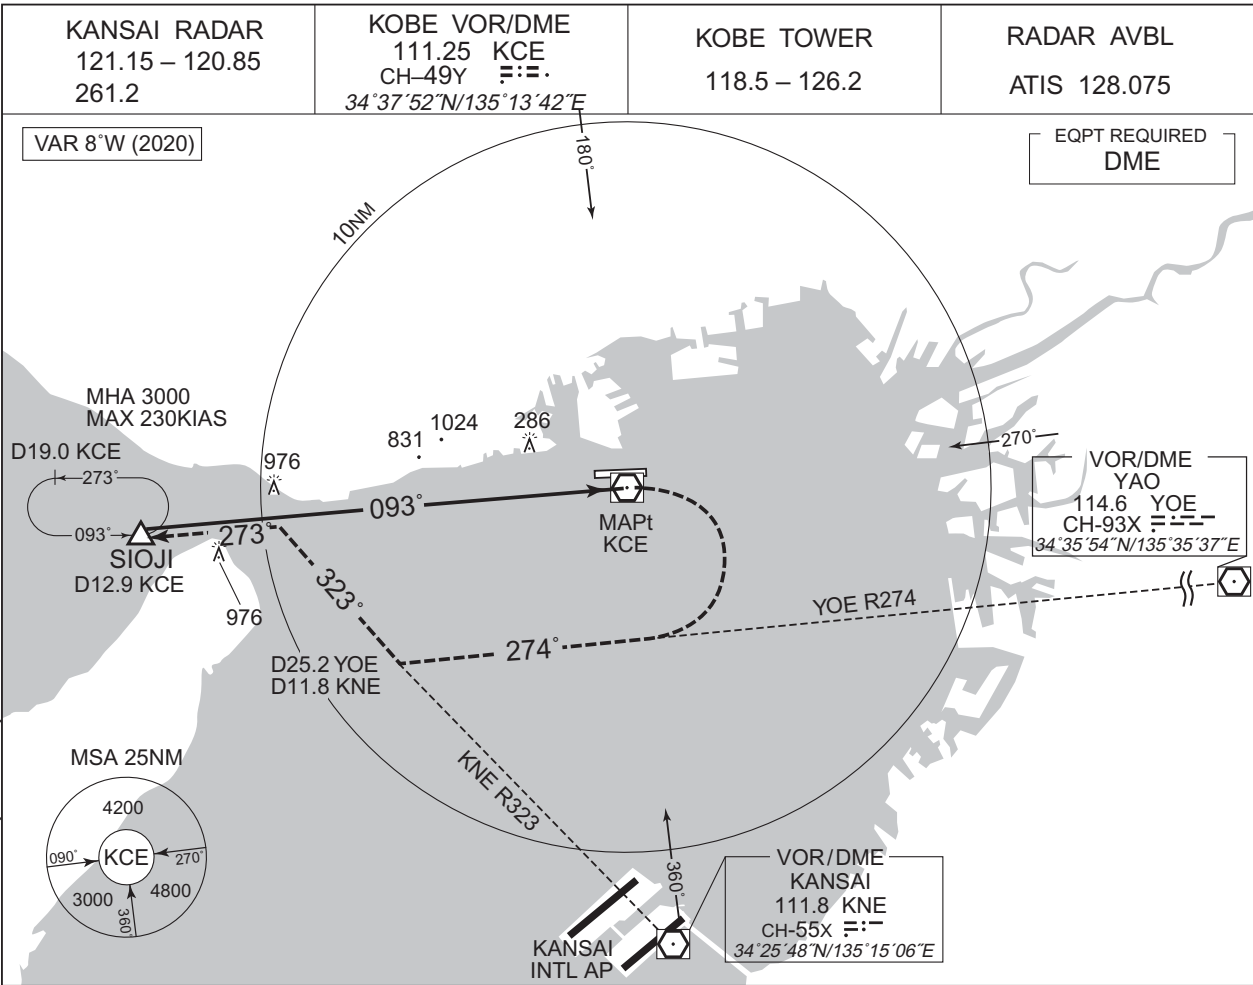 KANSAI RADAR
121.15 – 120.85
261.2
KOBE VOR/DME
111.25 KCE
CH–49Y
34°37´52˝N/135°13´42˝E
KOBE TOWER
118.5 – 126.2
RADAR AVBL
ATIS 128.075
VAR 8°W (2020)
EQPT REQUIRED
DME
180°
10NM
MHA 3000
MAX 230KIAS
D19.0 KCE
273°
093°
SIOJI
D12.9 KCE
976
831
1024
286
093°
273°
976
MAPt
KCE
270°
VOR/DME
YAO
114.6 YOE
CH-93X
34°35´54˝N/135°35´37˝E
323°
YOE R274
274°
D25.2 YOE
D11.8 KNE
KNE R323
MSA 25NM
4200
090°
KCE
270°
3000
4800
360°
360°
VOR/DME
KANSAI
111.8 KNE
CH-55X
34°25´48˝N/135°15´06˝E
KANSAI
INTL AP